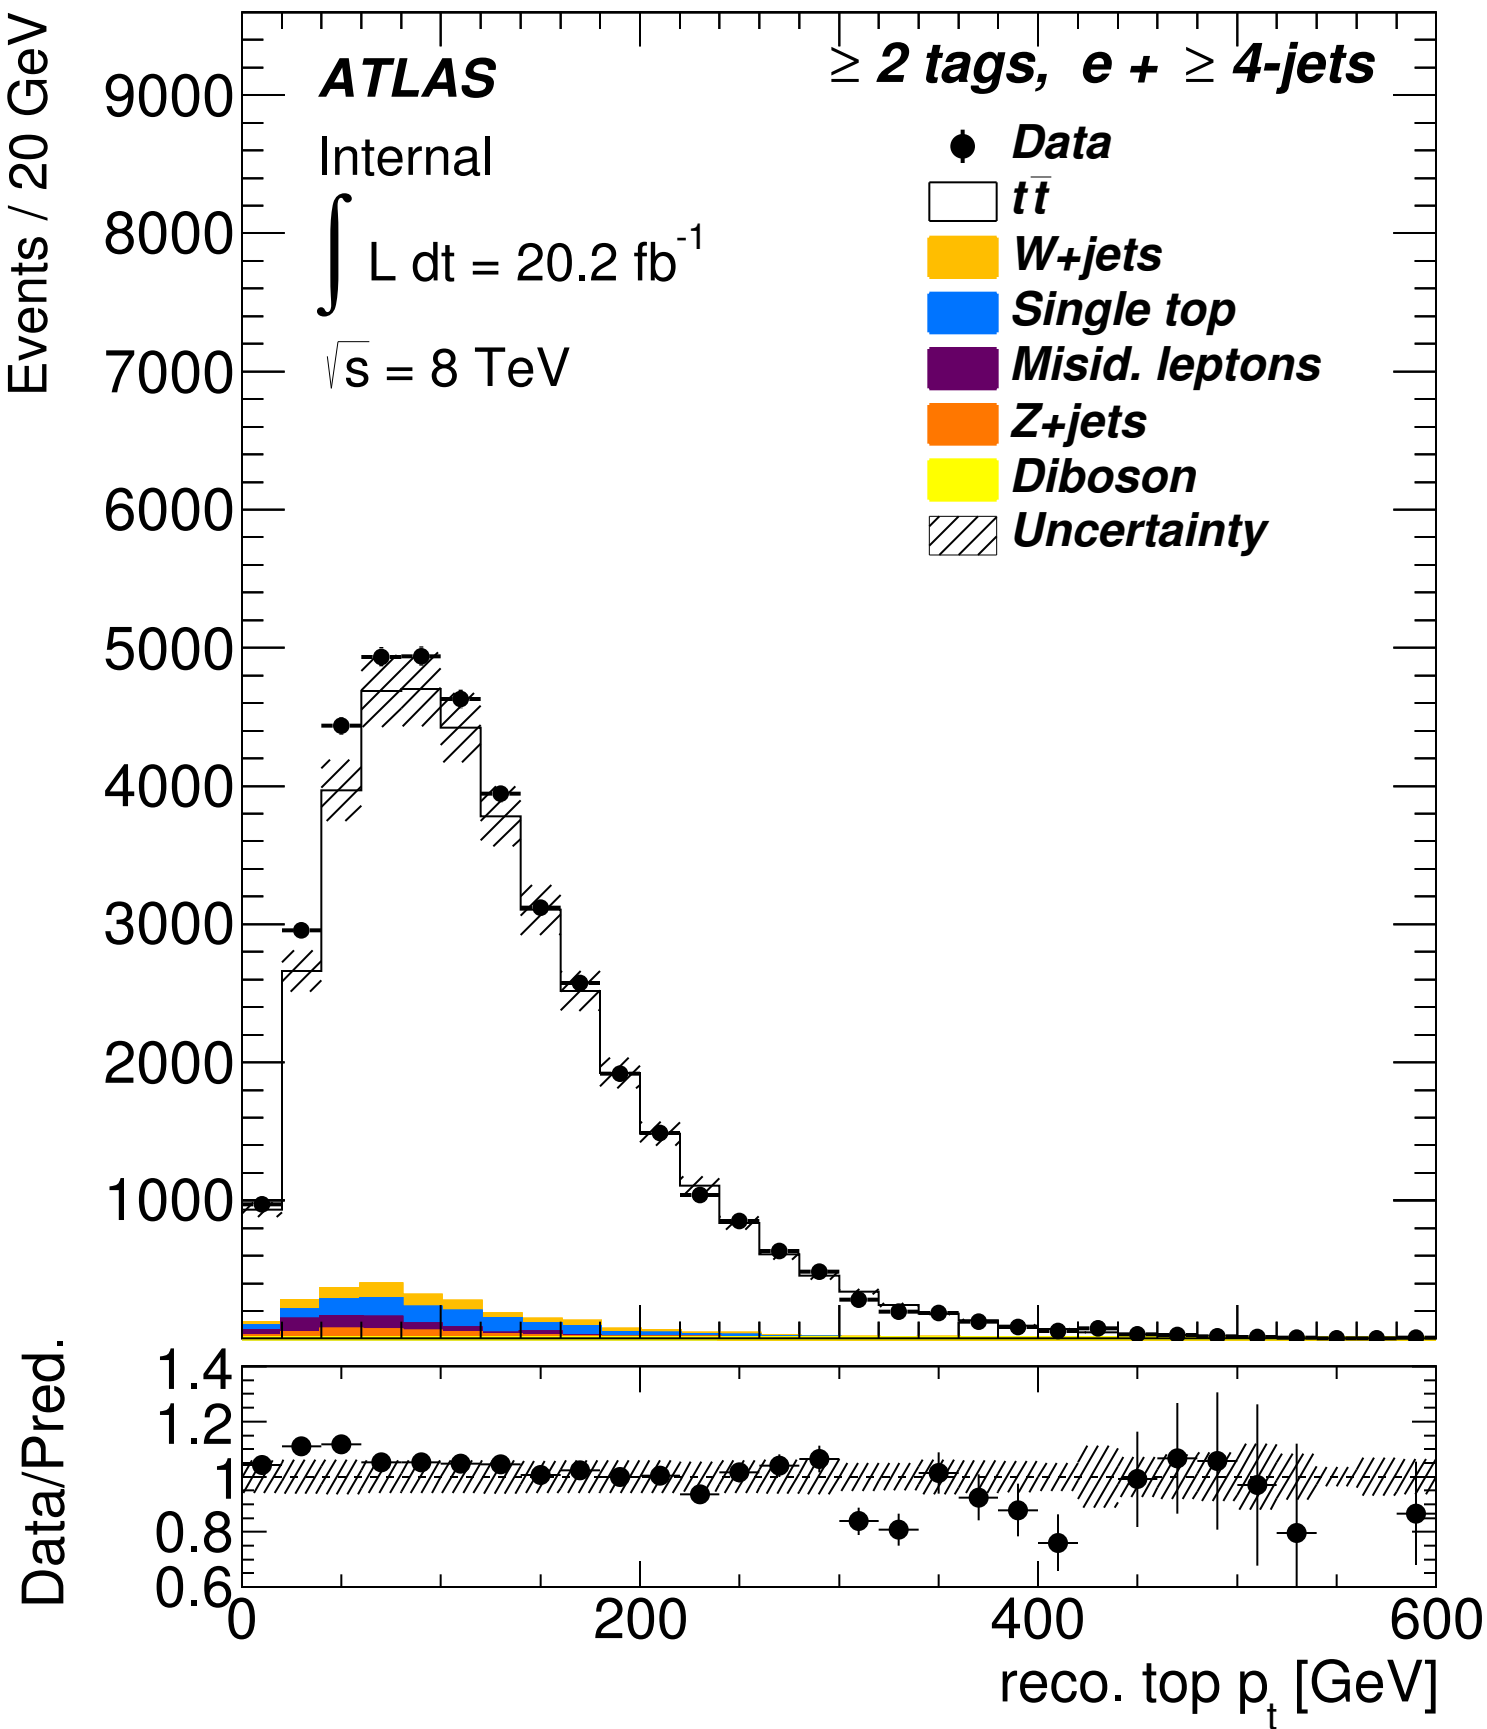 Events / 20 GeV
9000
8000
7000
6000
5000
4000
3000
2000
1000
ATLAS
Internal
∫ L dt = 20.2 fb⁻¹
√s = 8 TeV
≥ 2 tags, e + ≥ 4-jets
Data
tt̅
W+jets
Single top
Misid. leptons
Z+jets
Diboson
Uncertainty
Data/Pred.
1.4
1.2
1
0.8
0.6
0 200 400 600
reco. top pₜ [GeV]